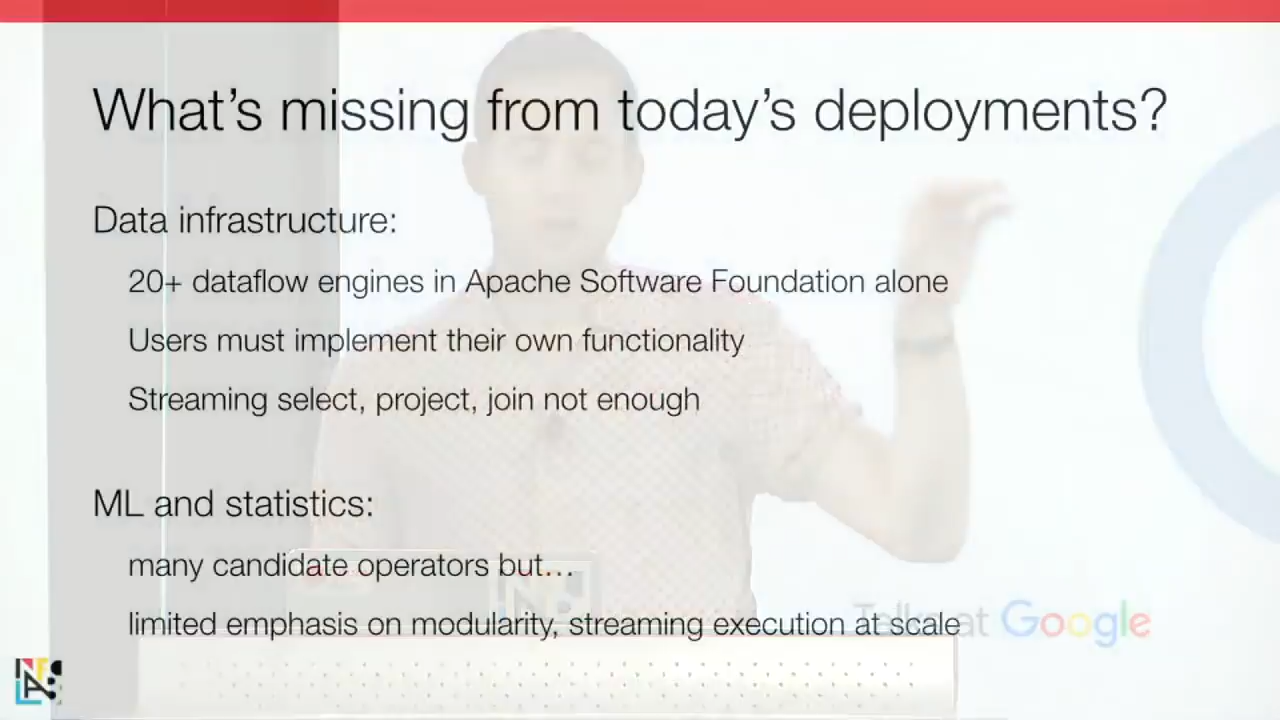 What's missing from today's deployments?
Data infrastructure:
20+ dataflow engines in Apache Software Foundation alone
Users must implement their own functionality
Streaming select, project, join not enough
ML and statistics:
many candidate operators but…
limited emphasis on modularity, streaming execution at scale
Talks at Google